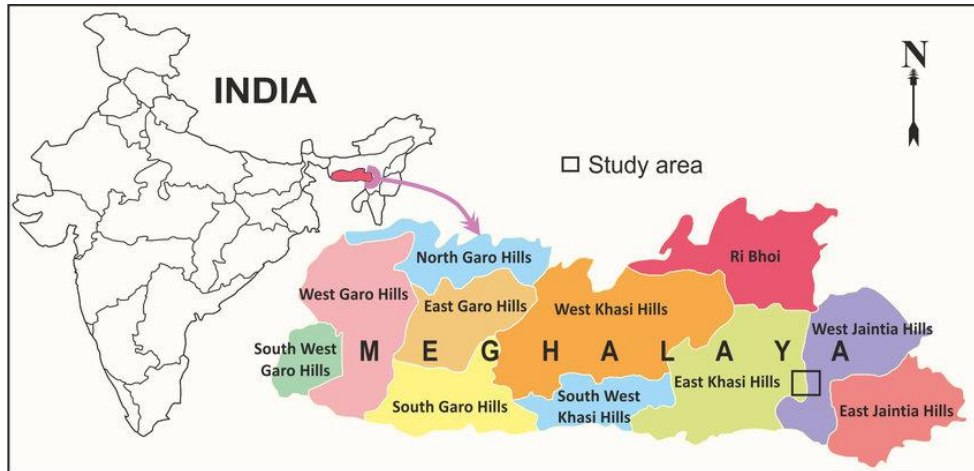 INDIA
N
Study area
North Garo Hills
Ri Bhoi
West Garo Hills
East Garo Hills
West Khasi Hills
West Jaintia Hills
South West
Garo Hills
MEGHALAYA
East Khasi Hills
South Garo Hills
South West
Khasi Hills
East Jaintia Hills